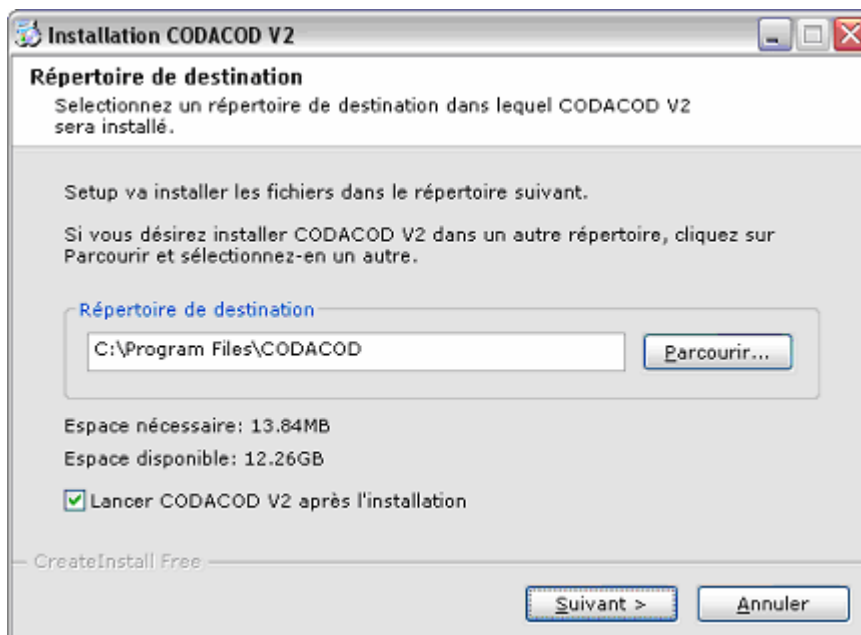 Installation CODACOD V2
Répertoire de destination
Selectionnez un répertoire de destination dans lequel CODACOD V2
sera installé.
Setup va installer les fichiers dans le répertoire suivant.
Si vous désirez installer CODACOD V2 dans un autre répertoire, cliquez sur
Parcourir et sélectionnez-en un autre.
Répertoire de destination
C:\Program Files\CODACOD
Parcourir...
Espace nécessaire: 13.84MB
Espace disponible: 12.26GB
Lancer CODACOD V2 après l'installation
CreateInstall Free
Suivant >
Annuler